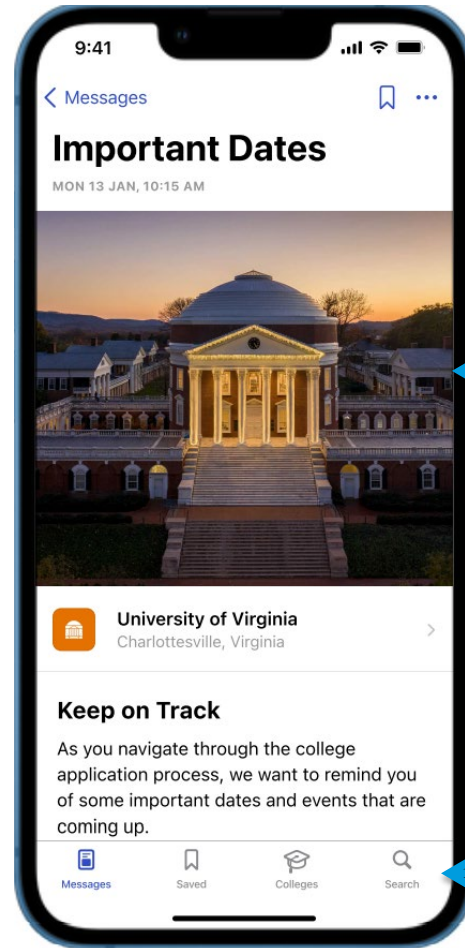 9:41
Messages
Important Dates
MON 13 JAN, 10:15 AM
University of Virginia
Charlottesville, Virginia
Keep on Track
As you navigate through the college
application process, we want to remind you
of some important dates and events that are
coming up.
Messages
Saved
Colleges
Search